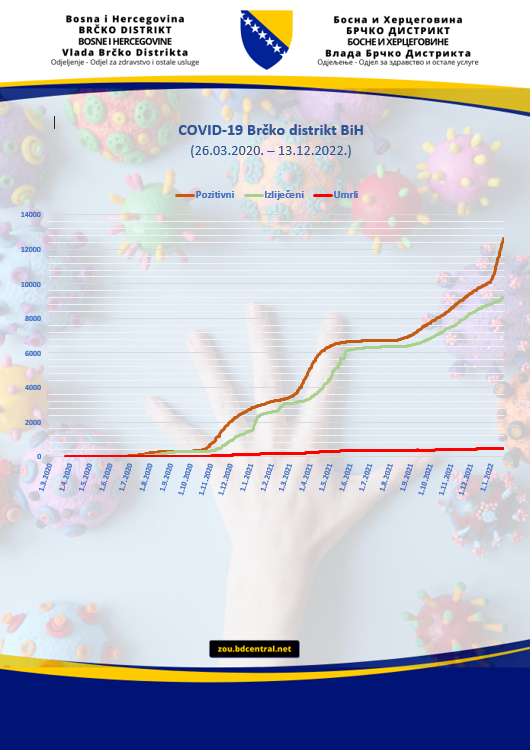 Bosna i Hercegovina
BRČKO DISTRIKT
BOSNE I HERCEGOVINE
Vlada Brčko Distrikta
Odjeljenje - Odjel za zdravstvo i ostale usluge
Босна и Херцеговина
БРЧКО ДИСТРИКТ
БОСНЕ И ХЕРЦЕГОВИНЕ
Влада Брчко Дистрикта
Одјељење - Одјел за здравство и остале услуге
COVID-19 Brčko distrikt BiH
(26.03.2020. – 13.12.2022.)
Pozitivni Izliječeni Umrli
14000
12000
10000
8000
6000
4000
2000
0
1.3.2020 1.4.2020 1.5.2020 1.6.2020 1.7.2020 1.8.2020 1.9.2020 1.10.2020 1.11.2020 1.12.2020 1.1.2021 1.2.2021 1.3.2021 1.4.2021 1.5.2021 1.6.2021 1.7.2021 1.8.2021 1.9.2021 1.10.2021 1.11.2021 1.12.2021 1.1.2022
zou.bdcentral.net